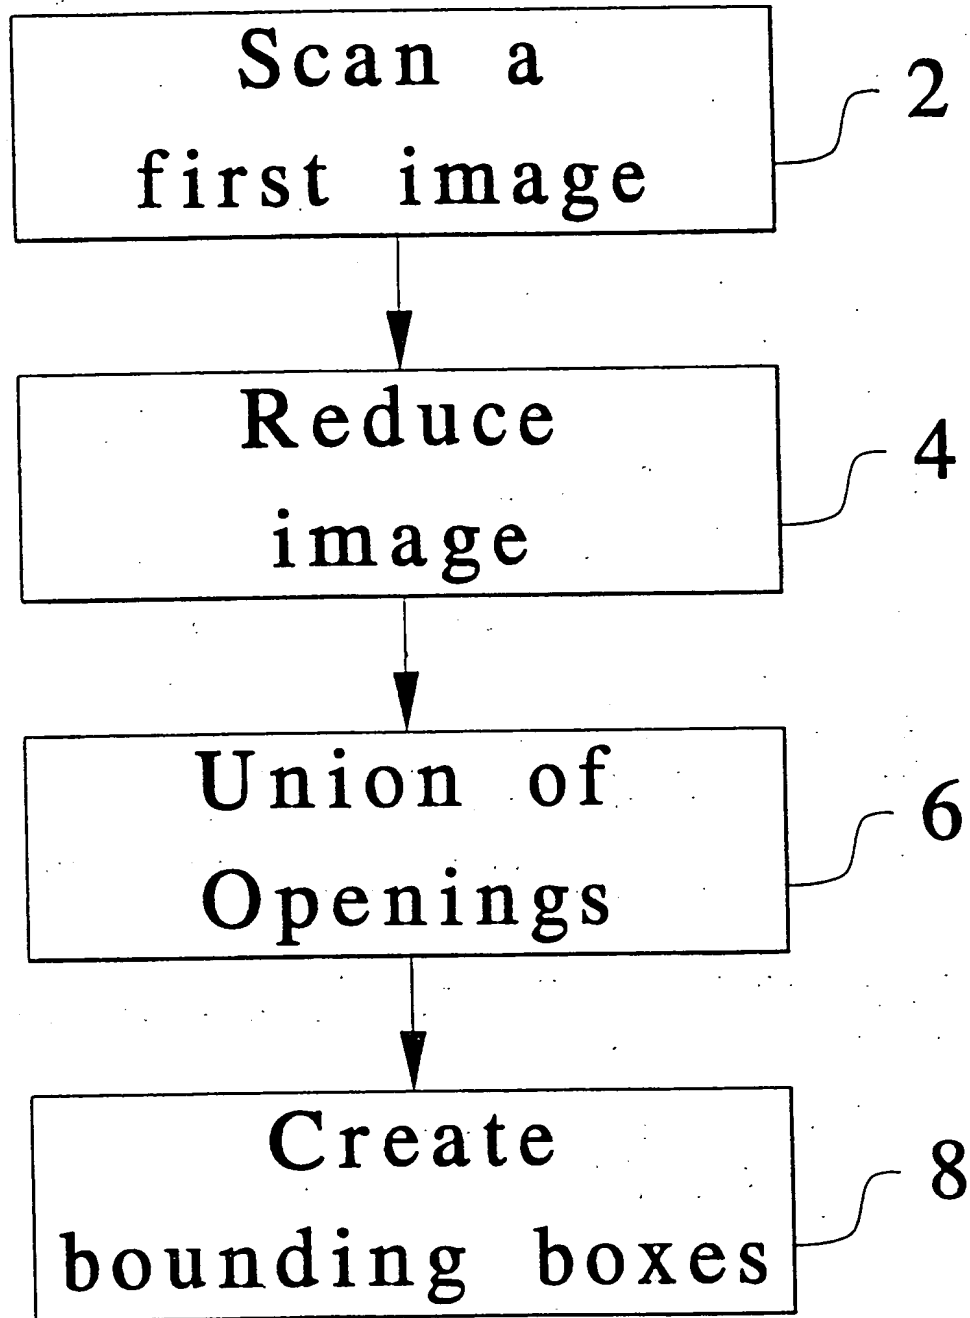 Scan a
first image
2
Reduce
image
4
Union of
Openings
6
Create
bounding boxes
8